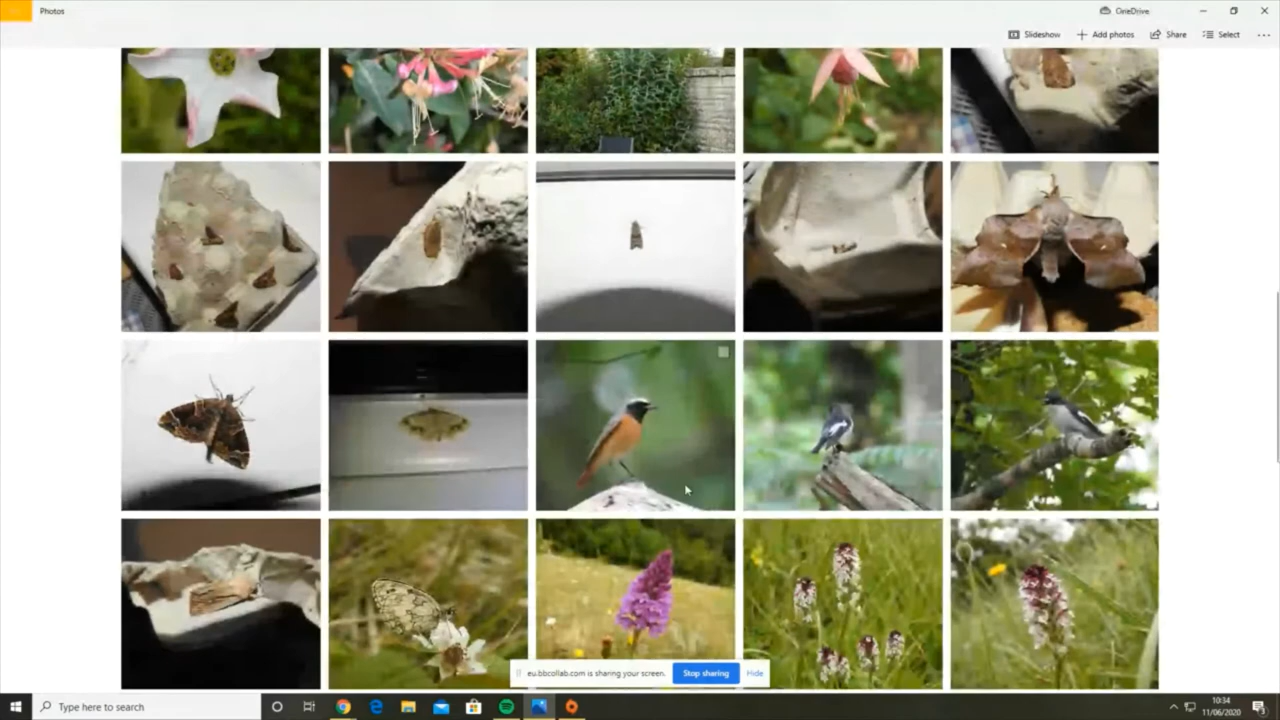 Photos
OneDrive
Slideshow
Add photos
Share
Select
eu.bbcollab.com is sharing your screen.
Stop sharing
Hide
Type here to search
10:34
11/06/2020